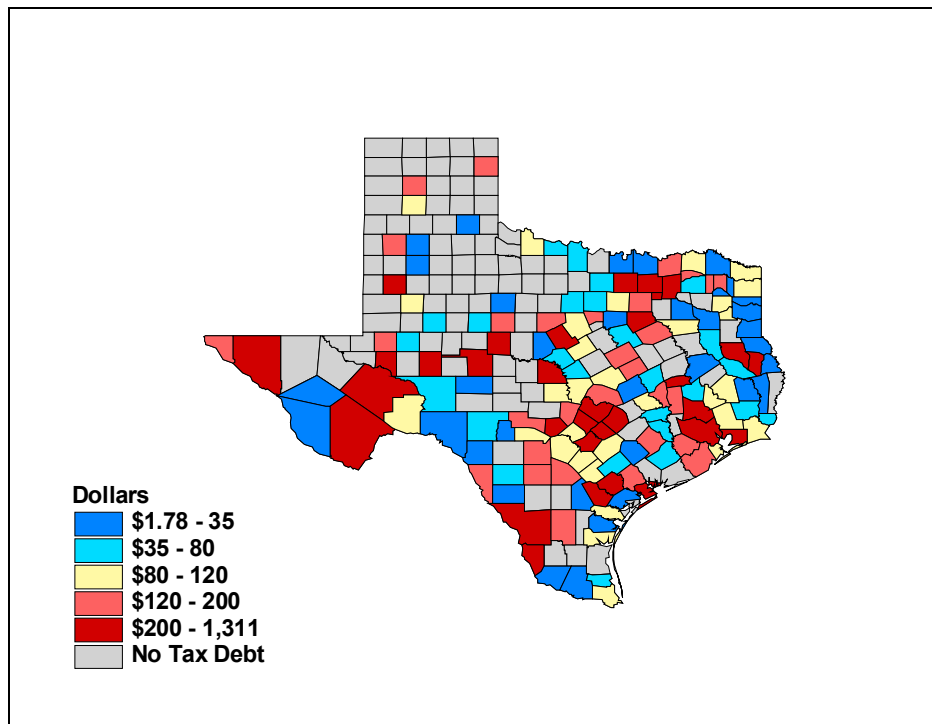 Dollars
$1.78 - 35
$35 - 80
$80 - 120
$120 - 200
$200 - 1,311
No Tax Debt